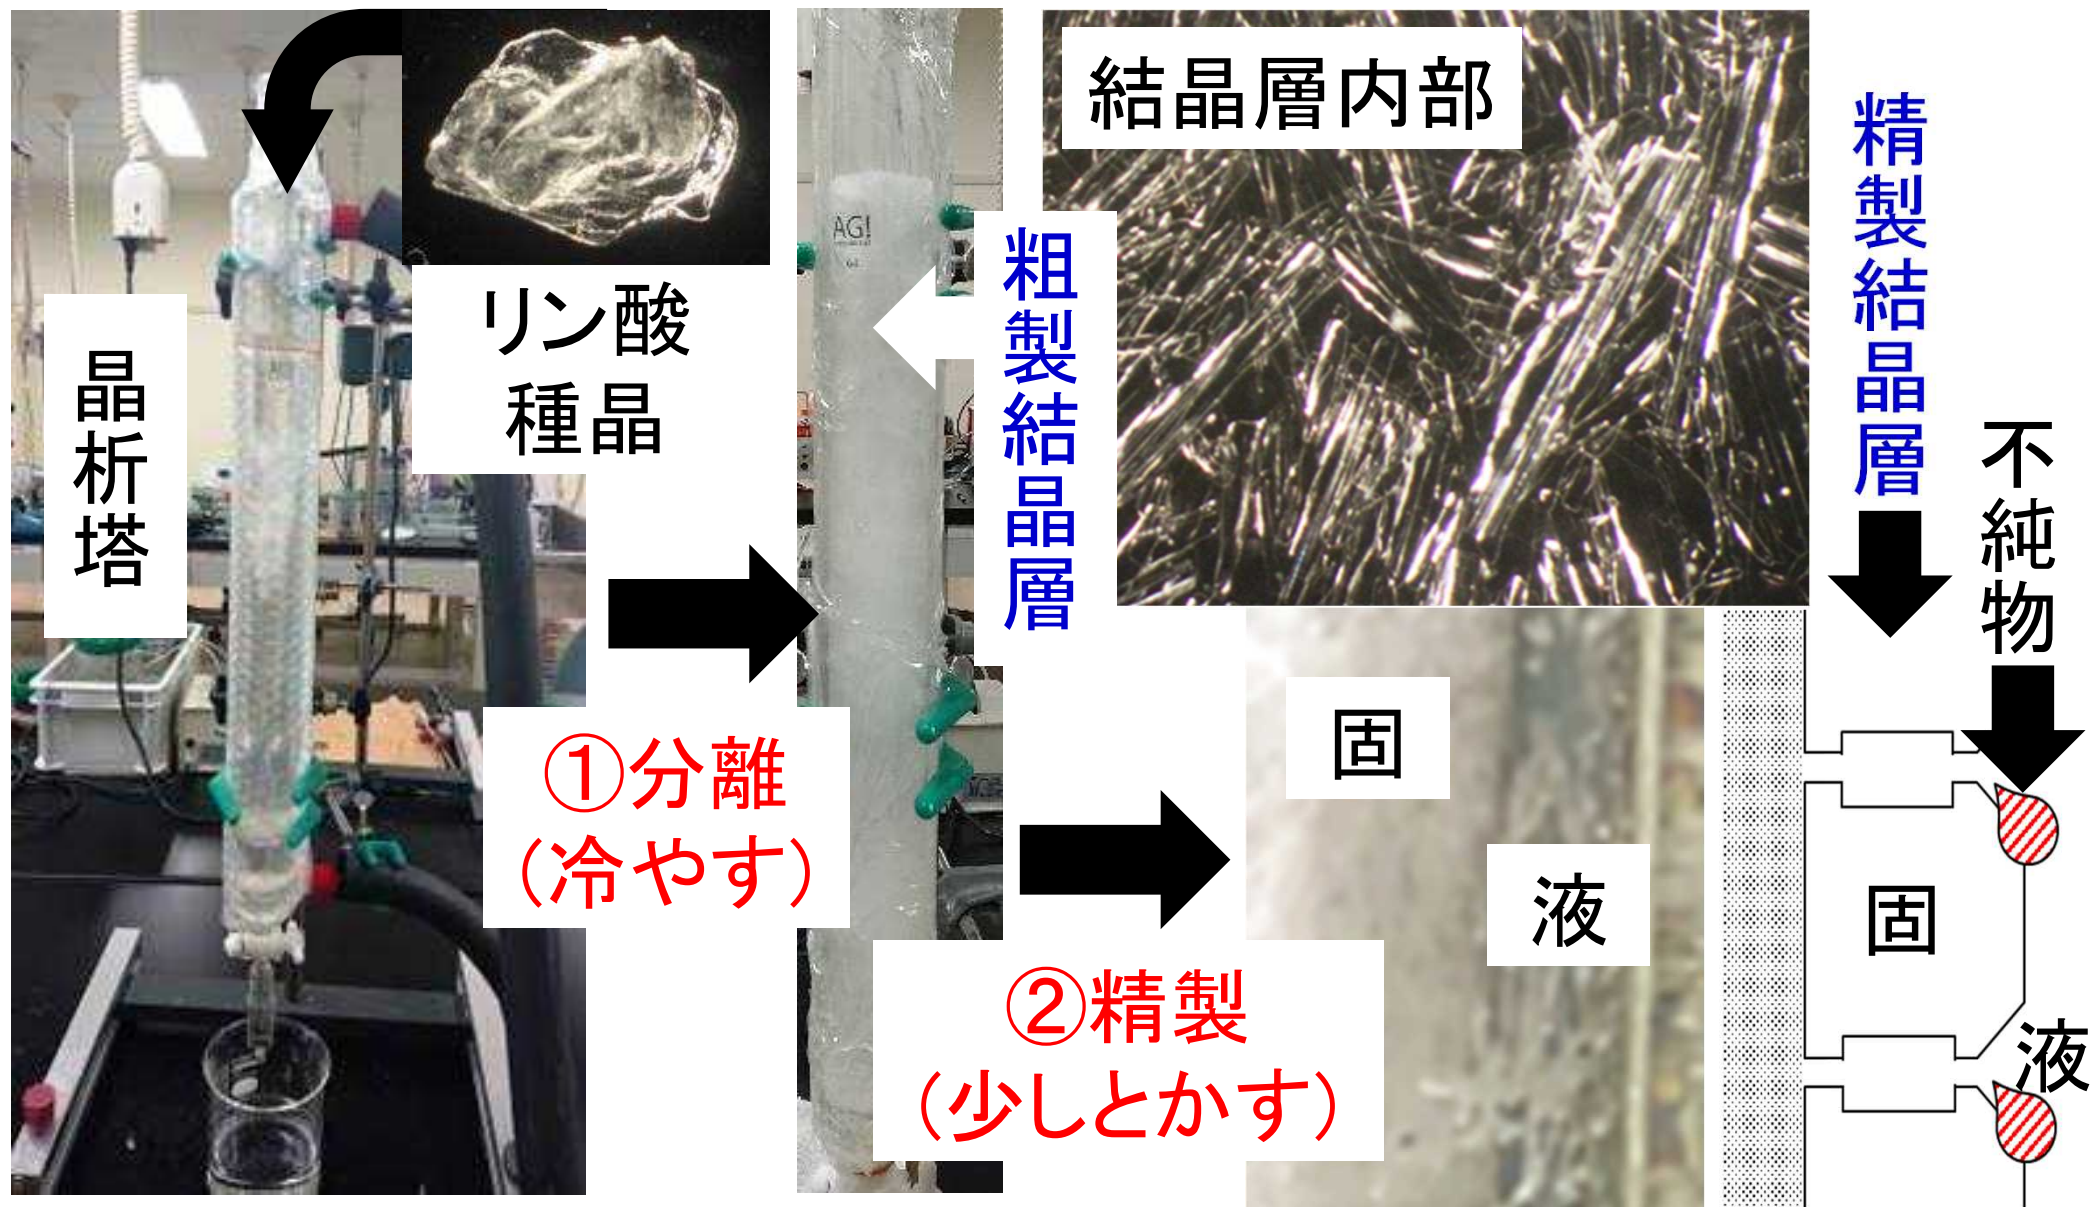 晶析塔
リン酸
種晶
①分離
（冷やす）
AGI
粗製結晶層
結晶層内部
②精製
（少しとかす）
固
液
精製結晶層
不純物
固
液